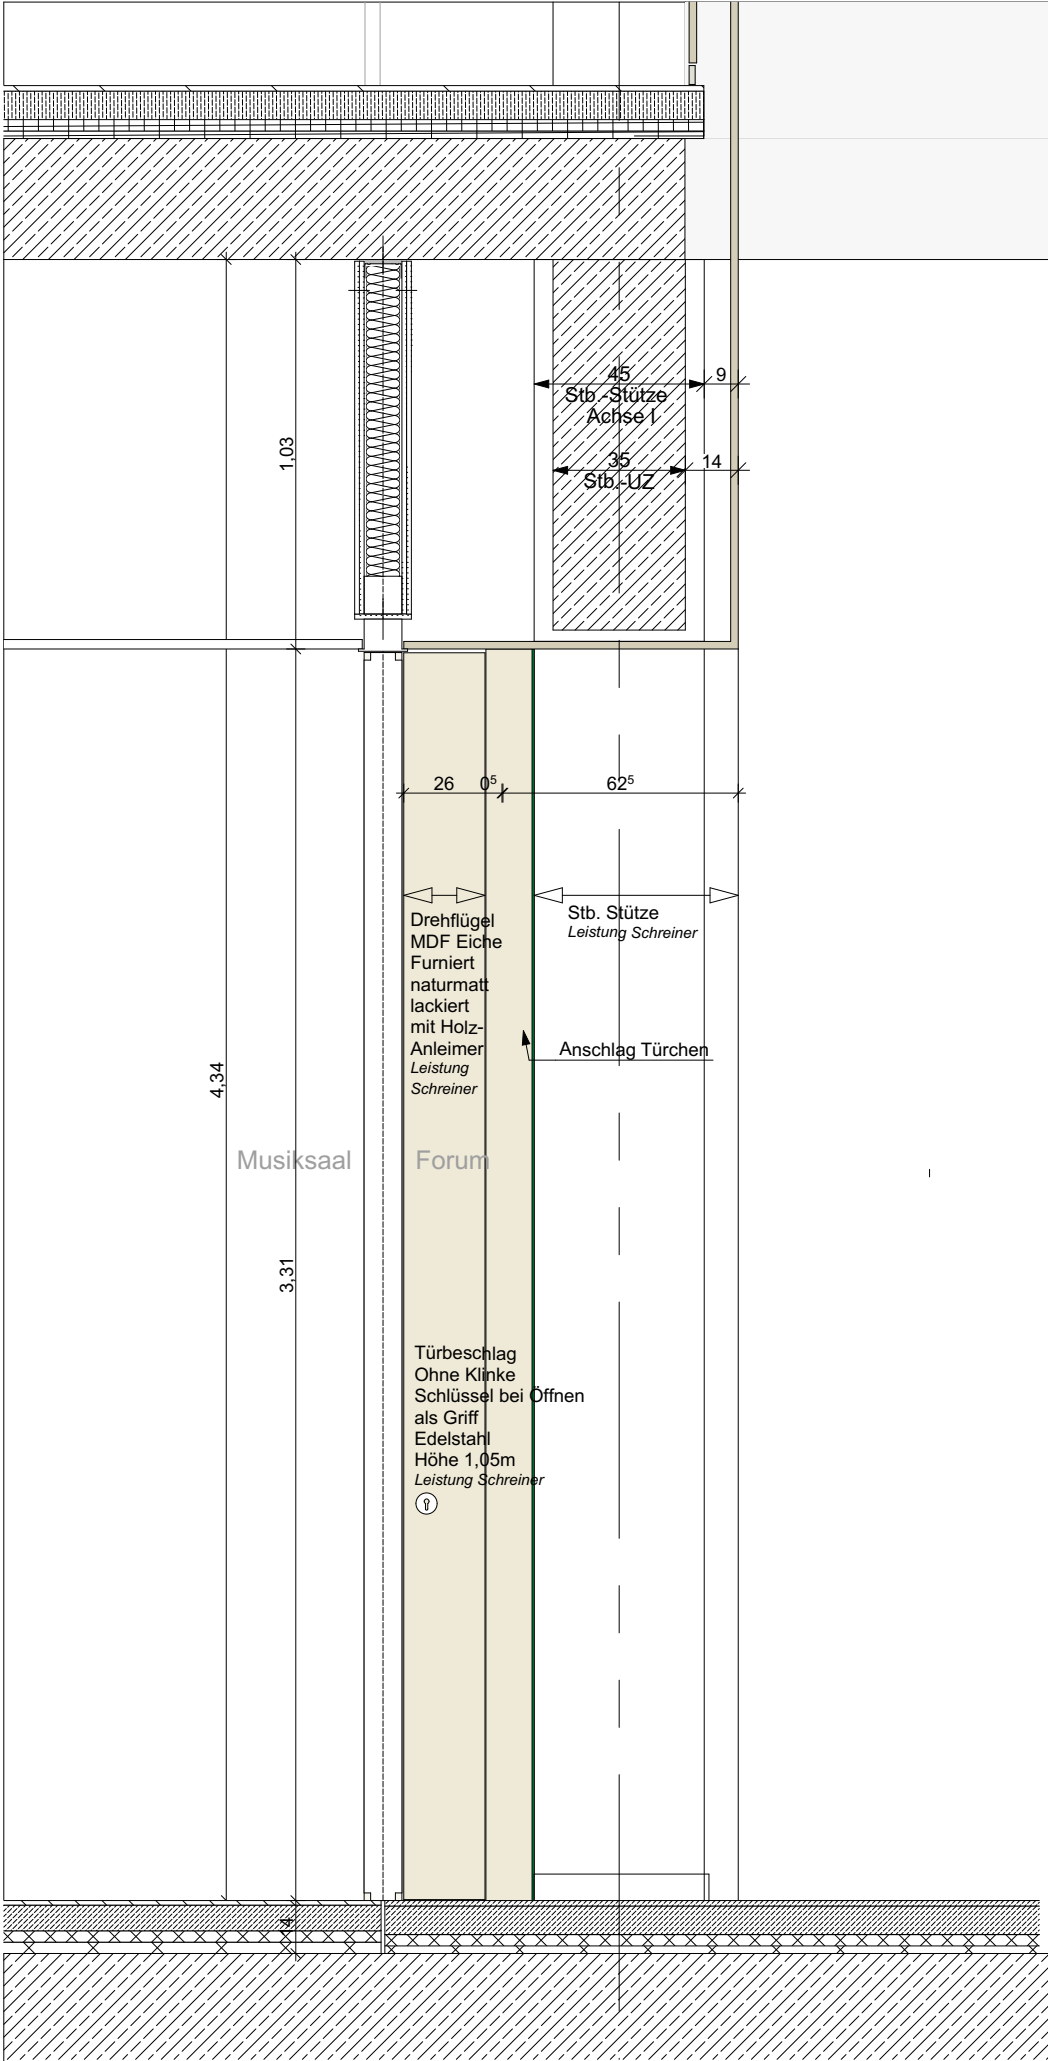 45
9
Stb.-Stütze
Achse I
1,03
35
14
Stb.-UZ
26
0⁵
62⁵
Drehflügel
MDF Eiche
Furniert
naturmatt
lackiert
mit Holz-
Anleimer
Leistung
Schreiner
Stb. Stütze
Leistung Schreiner
Anschlag Türchen
4,34
Musiksaal
Forum
3,31
Türbeschlag
Ohne Klinke
Schlüssel bei Öffnen
als Griff
Edelstahl
Höhe 1,05m
Leistung Schreiner
4